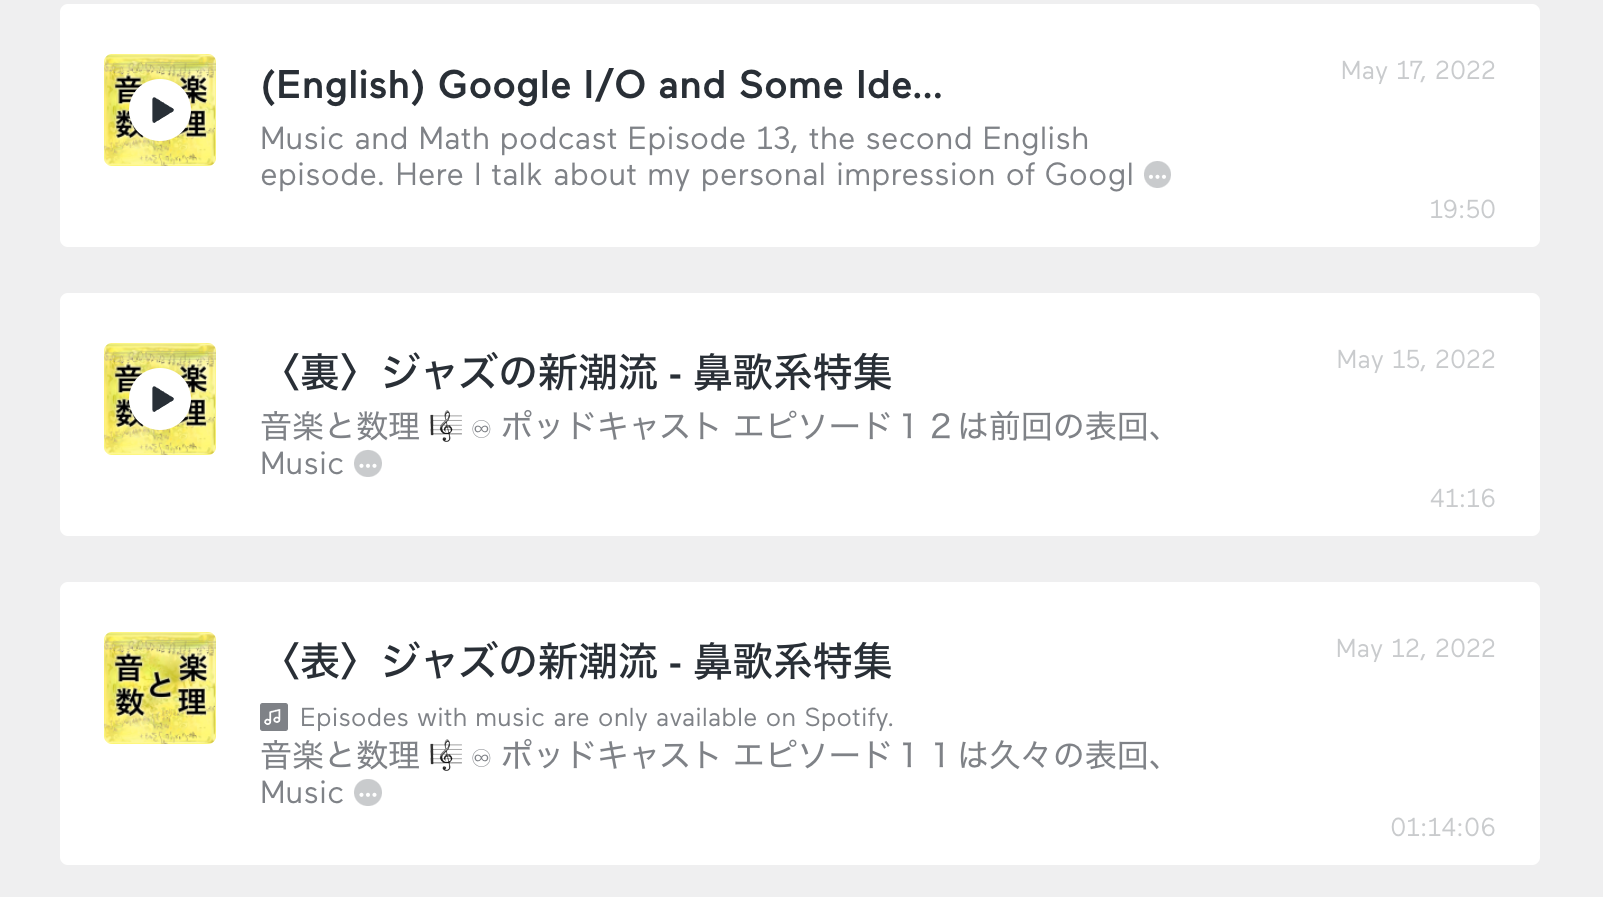 音 楽
数 理
(English) Google I/O and Some Ide...
May 17, 2022
Music and Math podcast Episode 13, the second English
episode. Here I talk about my personal impression of Googl
19:50
音 楽
数 理
〈裏〉ジャズの新潮流 - 鼻歌系特集
May 15, 2022
音楽と数理 🎼 ♾ ポッドキャスト エピソード１２は前回の表回、
Music
41:16
音 と 楽
数 理
〈表〉ジャズの新潮流 - 鼻歌系特集
May 12, 2022
Episodes with music are only available on Spotify.
音楽と数理 🎼 ♾ ポッドキャスト エピソード１１は久々の表回、
Music
01:14:06